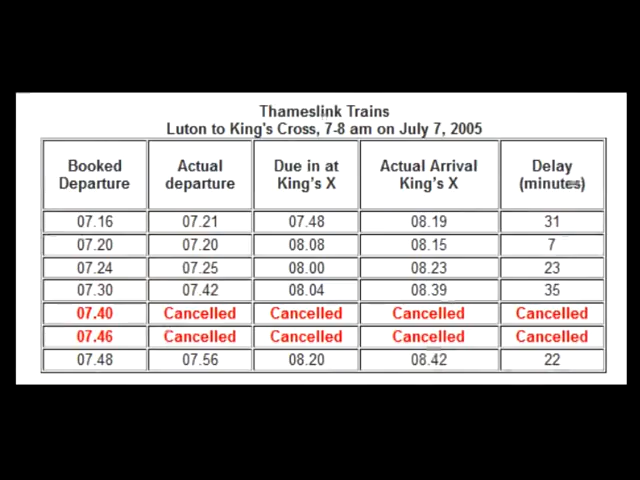 Thameslink Trains
Luton to King's Cross, 7-8 am on July 7, 2005
Booked Departure Actual departure Due in at King's X Actual Arrival King's X Delay (minutes)
07.16 07.21 07.48 08.19 31
07.20 07.20 08.08 08.15 7
07.24 07.25 08.00 08.23 23
07.30 07.42 08.04 08.39 35
07.40 Cancelled Cancelled Cancelled Cancelled
07.46 Cancelled Cancelled Cancelled Cancelled
07.48 07.56 08.20 08.42 22